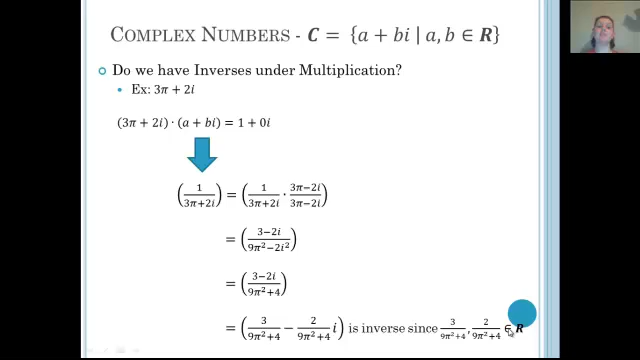 COMPLEX NUMBERS - C = {a + bi | a, b ∈ R}
Do we have Inverses under Multiplication?
Ex: 3π + 2i
(3π + 2i) · (a + bi) = 1 + 0i
(1/(3π+2i)) = (1/(3π+2i) · (3π−2i)/(3π−2i))
= ((3−2i)/(9π²−2i²))
= ((3−2i)/(9π²+4))
= (3/(9π²+4) − 2/(9π²+4) i) is inverse since 3/(9π²+4), 2/(9π²+4) ∈ R